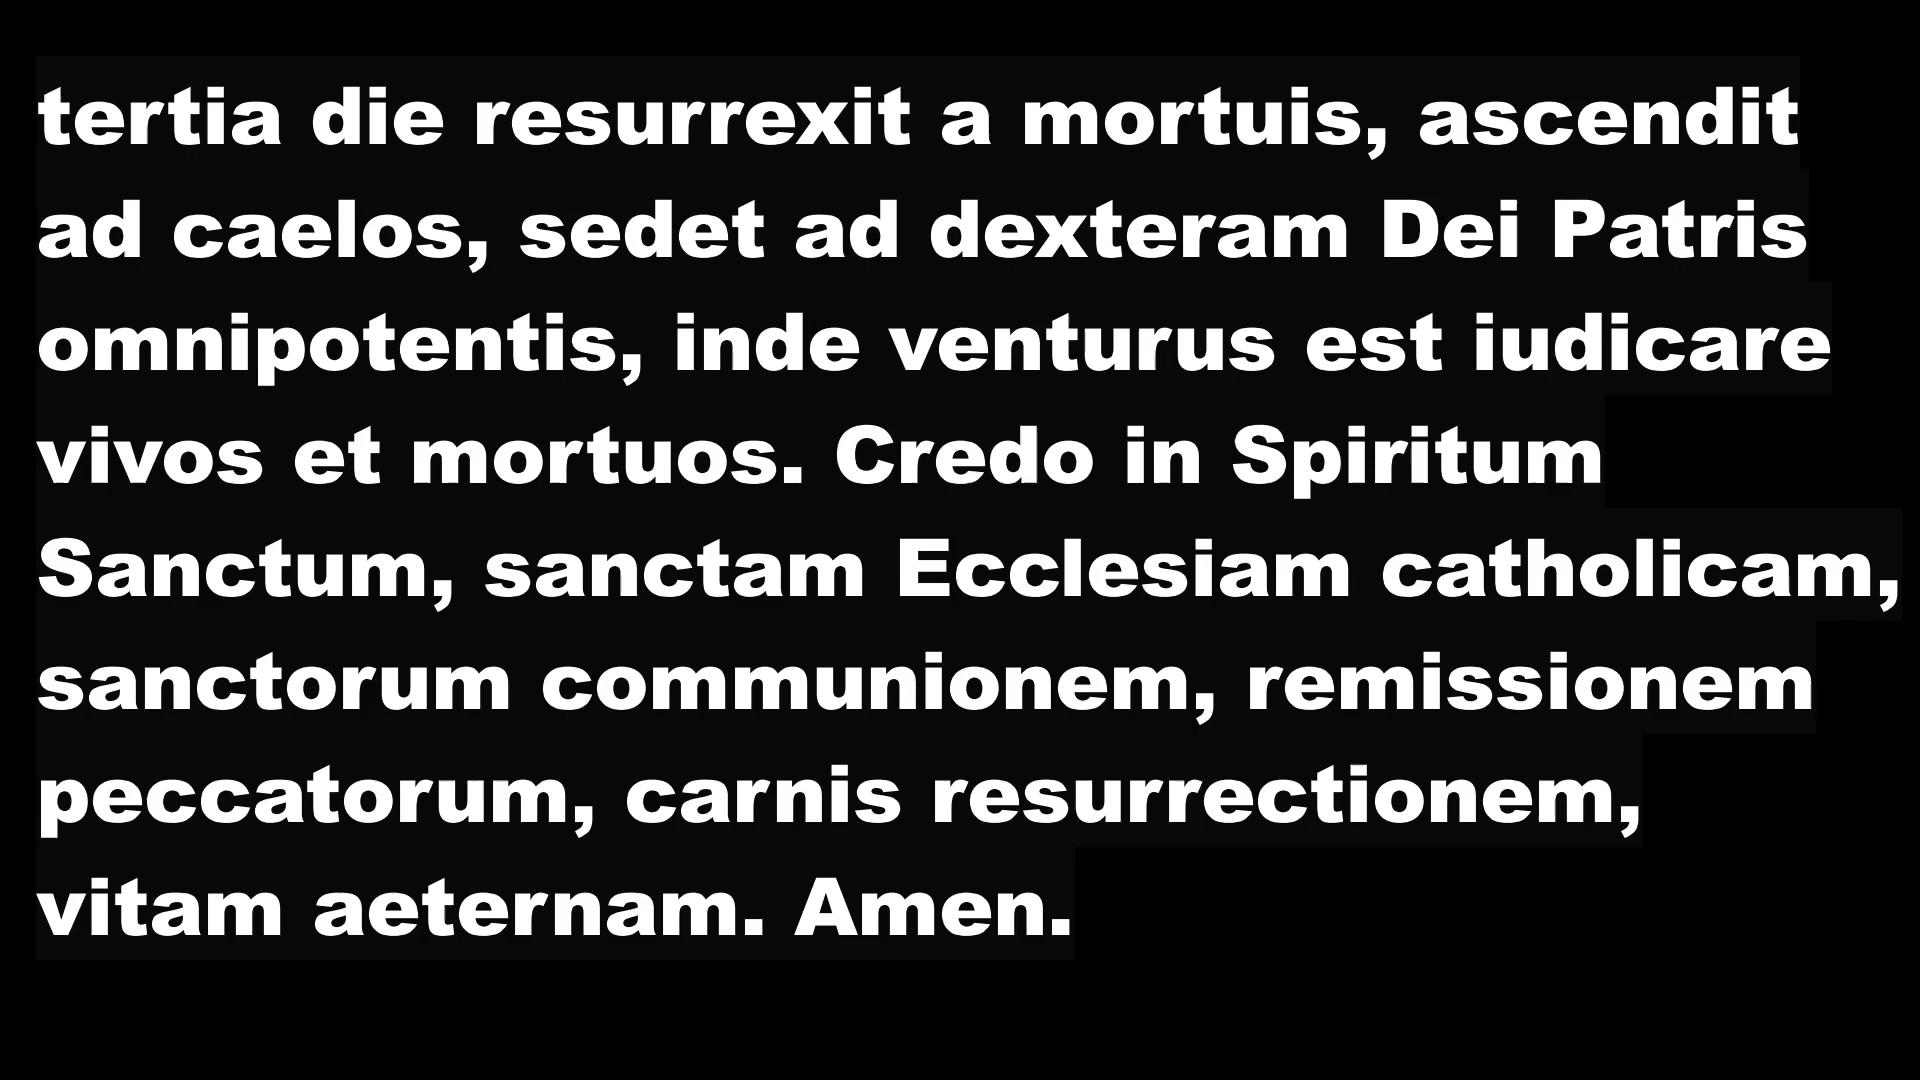 tertia die resurrexit a mortuis, ascendit
ad caelos, sedet ad dexteram Dei Patris
omnipotentis, inde venturus est iudicare
vivos et mortuos. Credo in Spiritum
Sanctum, sanctam Ecclesiam catholicam,
sanctorum communionem, remissionem
peccatorum, carnis resurrectionem,
vitam aeternam. Amen.